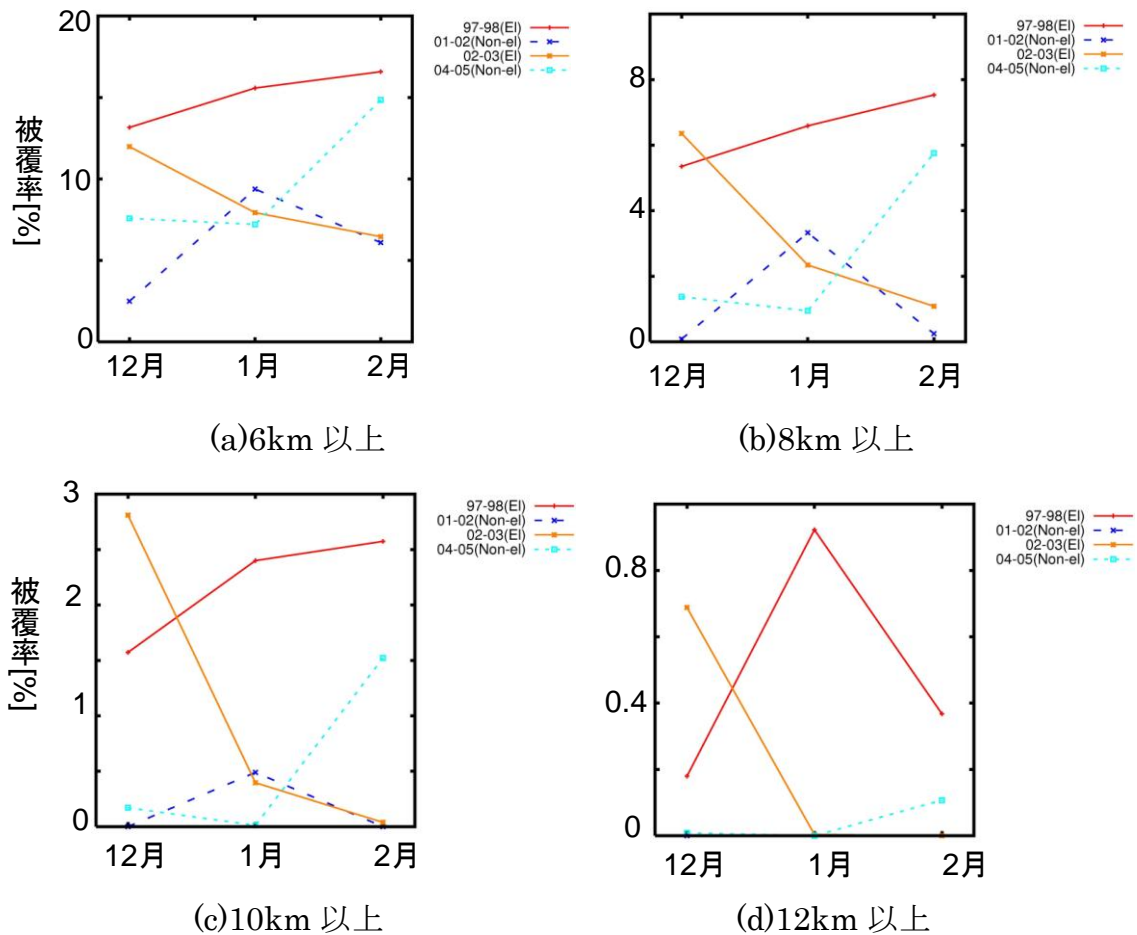 20
10
0
被覆率[%]
12月 1月 2月
97-98(El)
01-02(Non-el)
02-03(El)
04-05(Non-el)
(a)6km 以上
8
4
0
12月 1月 2月
97-98(El)
01-02(Non-el)
02-03(El)
04-05(Non-el)
(b)8km 以上
3
2
1
0
被覆率[%]
12月 1月 2月
97-98(El)
01-02(Non-el)
02-03(El)
04-05(Non-el)
(c)10km 以上
0.8
0.4
0
12月 1月 2月
97-98(El)
01-02(Non-el)
02-03(El)
04-05(Non-el)
(d)12km 以上